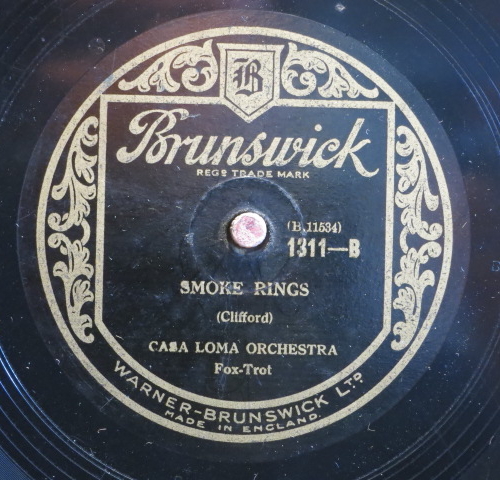 B
Brunswick
REGD TRADE MARK
(B.11534)
1311—B
SMOKE RINGS
(Clifford)
CASA LOMA ORCHESTRA
Fox-Trot
WARNER-BRUNSWICK LTD
MADE IN ENGLAND.